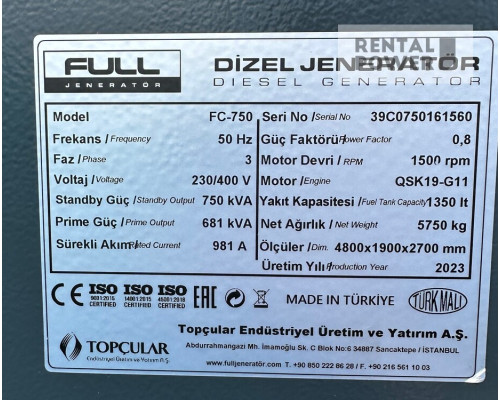 RENTAL
FULL
JENERATÖR
DİZEL JENERATÖR
DIESEL GENERATOR
Model FC-750
Seri No / Serial No 39C0750161560
Frekans / Frequency 50 Hz
Güç Faktörü / Power Factor 0,8
Faz / Phase 3
Motor Devri / RPM 1500 rpm
Voltaj / Voltage 230/400 V
Motor / Engine QSK19-G11
Standby Güç / Standby Output 750 kVA
Yakıt Kapasitesi / Fuel Tank Capacity 1350 lt
Prime Güç / Prime Output 681 kVA
Net Ağırlık / Net Weight 5750 kg
Sürekli Akım / Rated Current 981 A
Ölçüler / Dim. 4800x1900x2700 mm
Üretim Yılı / Production Year 2023
CE ISO 9001:2015 CERTIFIED ISO 14001:2015 CERTIFIED ISO 45001:2018 CERTIFIED EAC MADE IN TÜRKİYE TÜRK MALI
TOPÇULAR
Endüstriyel Üretim ve Yatırım A.Ş.
Topçular Endüstriyel Üretim ve Yatırım A.Ş.
Abdurrahmangazi Mh. İmamoğlu Sk. C Blok No:6 34887 Sancaktepe / İSTANBUL
www.fulljeneratör.com T: +90 850 222 86 28 / F: +90 216 561 10 03